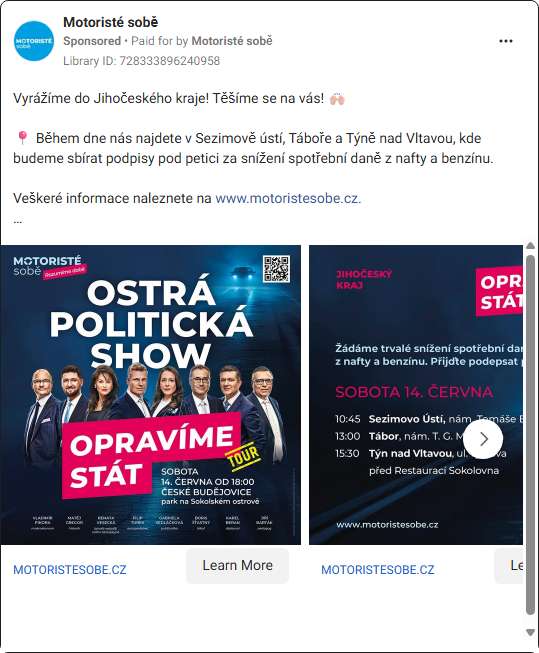 Motoristé sobě
Sponsored • Paid for by Motoristé sobě
Library ID: 728333896240958
Vyrážíme do Jihočeského kraje! Těšíme se na vás! 🙌🏻
📍 Během dne nás najdete v Sezimově ústí, Táboře a Týně nad Vltavou, kde
budeme sbírat podpisy pod petici za snížení spotřební daně z nafty a benzínu.
Veškeré informace naleznete na www.motoristesobe.cz.
...
MOTORISTÉ
sobě Rozumíme době
OSTRÁ
POLITICKÁ
SHOW
OPRAVÍME
STÁT
TOUR
SOBOTA
14. ČERVNA OD 18:00
ČESKÉ BUDĚJOVICE
park na Sokolském ostrově
VLADIMÍR PIKORA
MATĚJ GREGOR
RENATA VESECKÁ
FILIP TUREK
GABRIELA SEDLÁČKOVÁ
BORIS ŠŤASTNÝ
KAREL BERAN
JIŘÍ BARTÁK
MOTORISTESOBE.CZ
Learn More
JIHOČESKÝ
KRAJ
OPR
STÁT
Žádáme trvalé snížení spotřební daň
z nafty a benzínu. Přijďte podepsat p
SOBOTA 14. ČERVNA
10:45 Sezimovo Ústí, nám. Tomáše B
13:00 Tábor, nám. T. G. M
15:30 Týn nad Vltavou, ul.
před Restaurací Sokolovna
www.motoristesobe.cz
MOTORISTESOBE.CZ
Le